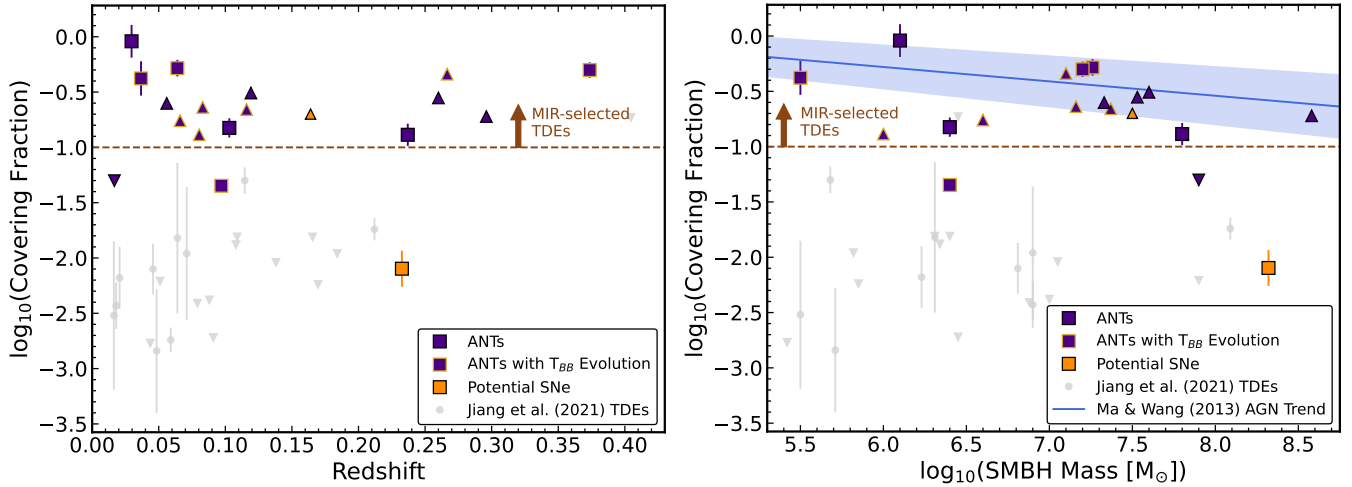 log₁₀(Covering Fraction)
0.0
−0.5
−1.0
−1.5
−2.0
−2.5
−3.0
−3.5
MIR-selected
TDEs
ANTs
ANTs with T_BB Evolution
Potential SNe
Jiang et al. (2021) TDEs
0.00 0.05 0.10 0.15 0.20 0.25 0.30 0.35 0.40
Redshift
log₁₀(Covering Fraction)
0.0
−0.5
−1.0
−1.5
−2.0
−2.5
−3.0
−3.5
MIR-selected
TDEs
ANTs
ANTs with T_BB Evolution
Potential SNe
Jiang et al. (2021) TDEs
Ma & Wang (2013) AGN Trend
5.5 6.0 6.5 7.0 7.5 8.0 8.5
log₁₀(SMBH Mass [M☉])